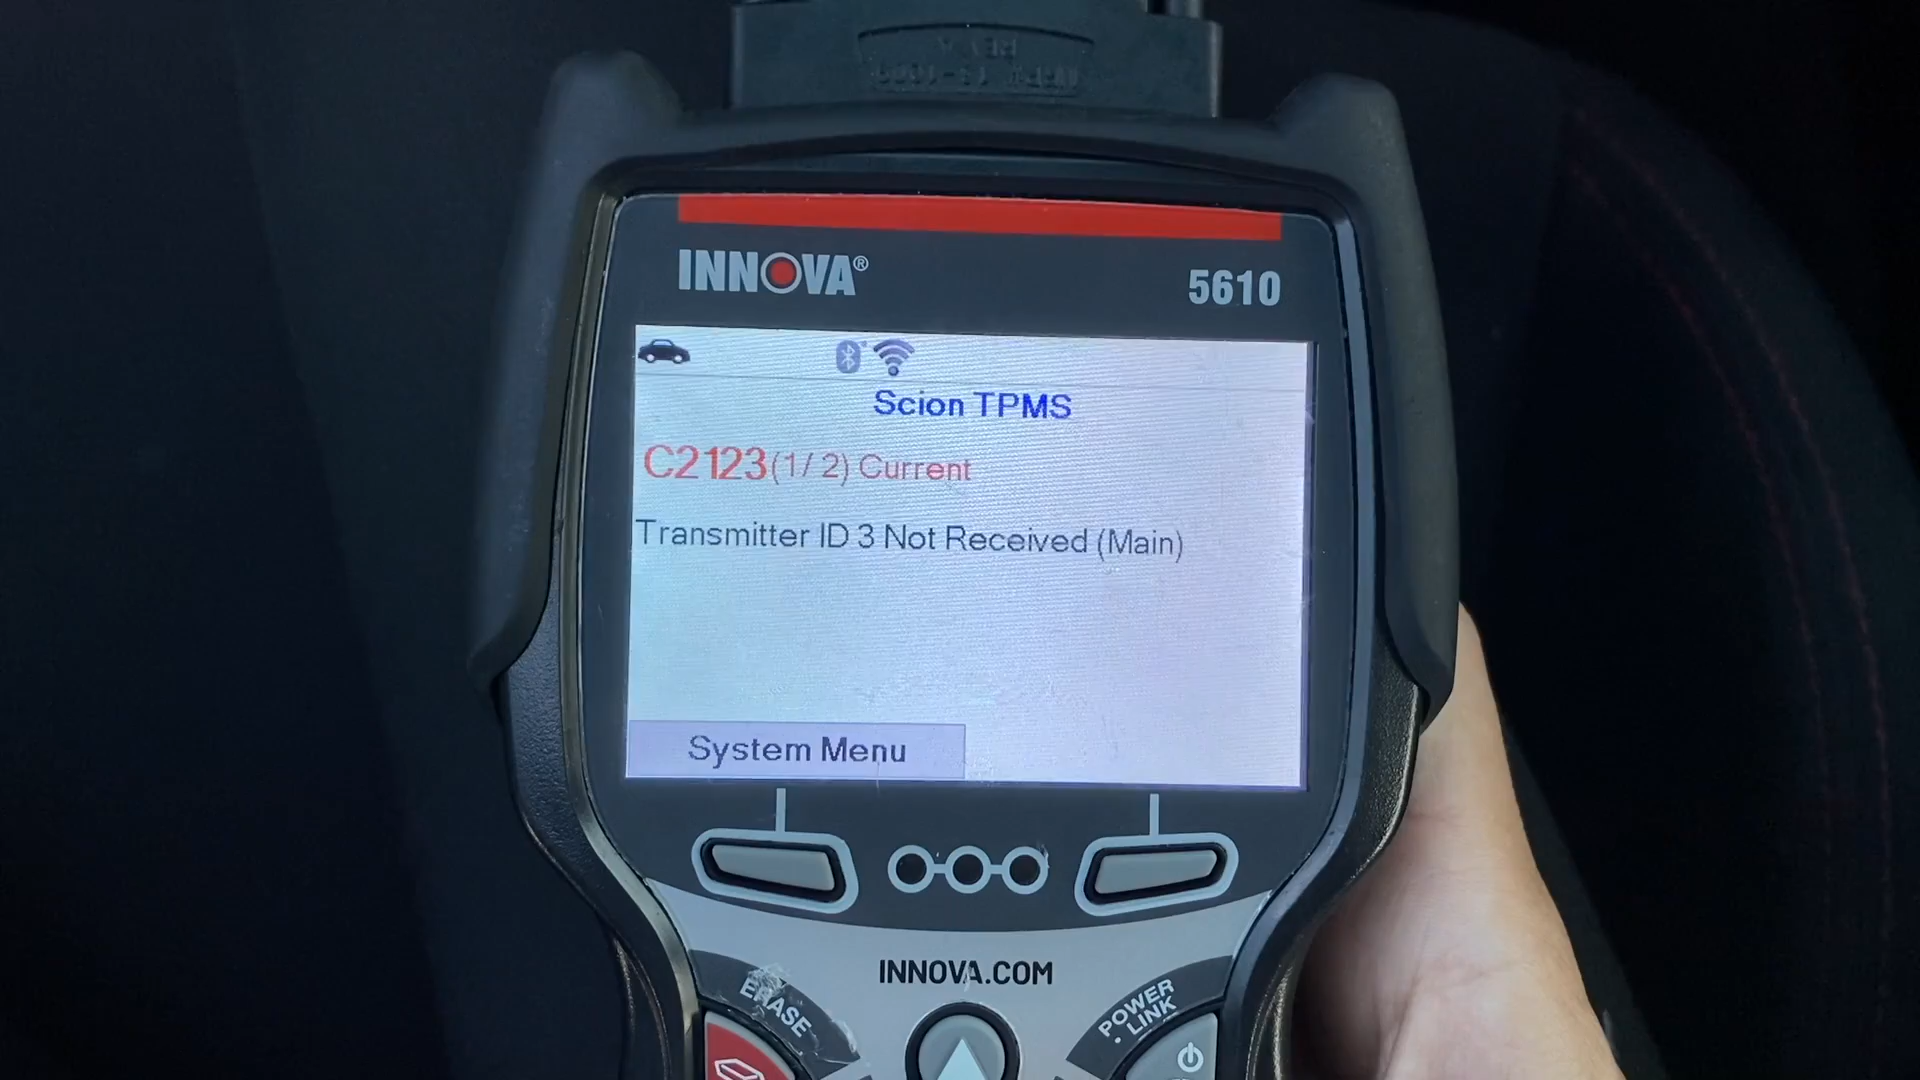 INNOVA®
5610
Scion TPMS
C2123(1/ 2) Current
Transmitter ID 3 Not Received (Main)
System Menu
INNOVA.COM
ERASE
POWER
• LINK